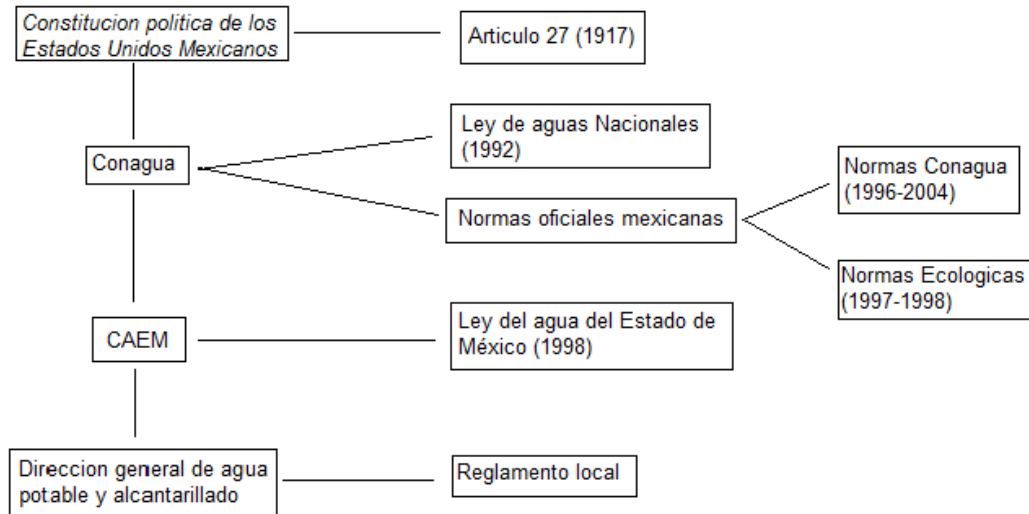 Constitucion politica de los
Estados Unidos Mexicanos
Articulo 27 (1917)
Conagua
Ley de aguas Nacionales
(1992)
Normas oficiales mexicanas
Normas Conagua
(1996-2004)
Normas Ecologicas
(1997-1998)
CAEM
Ley del agua del Estado de
México (1998)
Direccion general de agua
potable y alcantarillado
Reglamento local